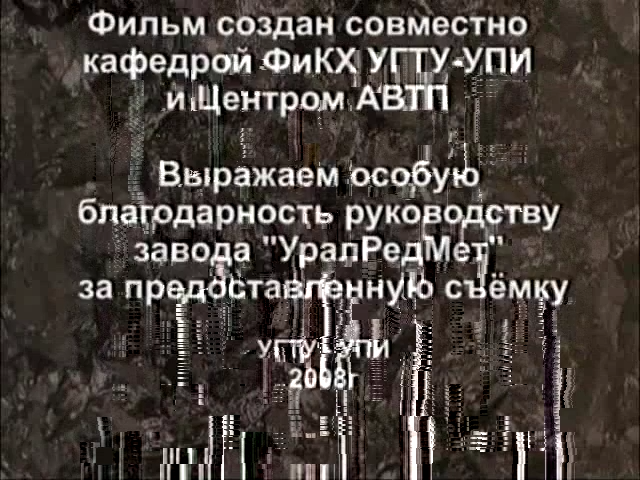 Фильм создан совместно
кафедрой ФиКХ УГТУ-УПИ
и Центром АВТП
Выражаем особую
благодарность руководству
завода "УралРедМет"
за предоставленную съёмку
УГТУ - УПИ
2008г